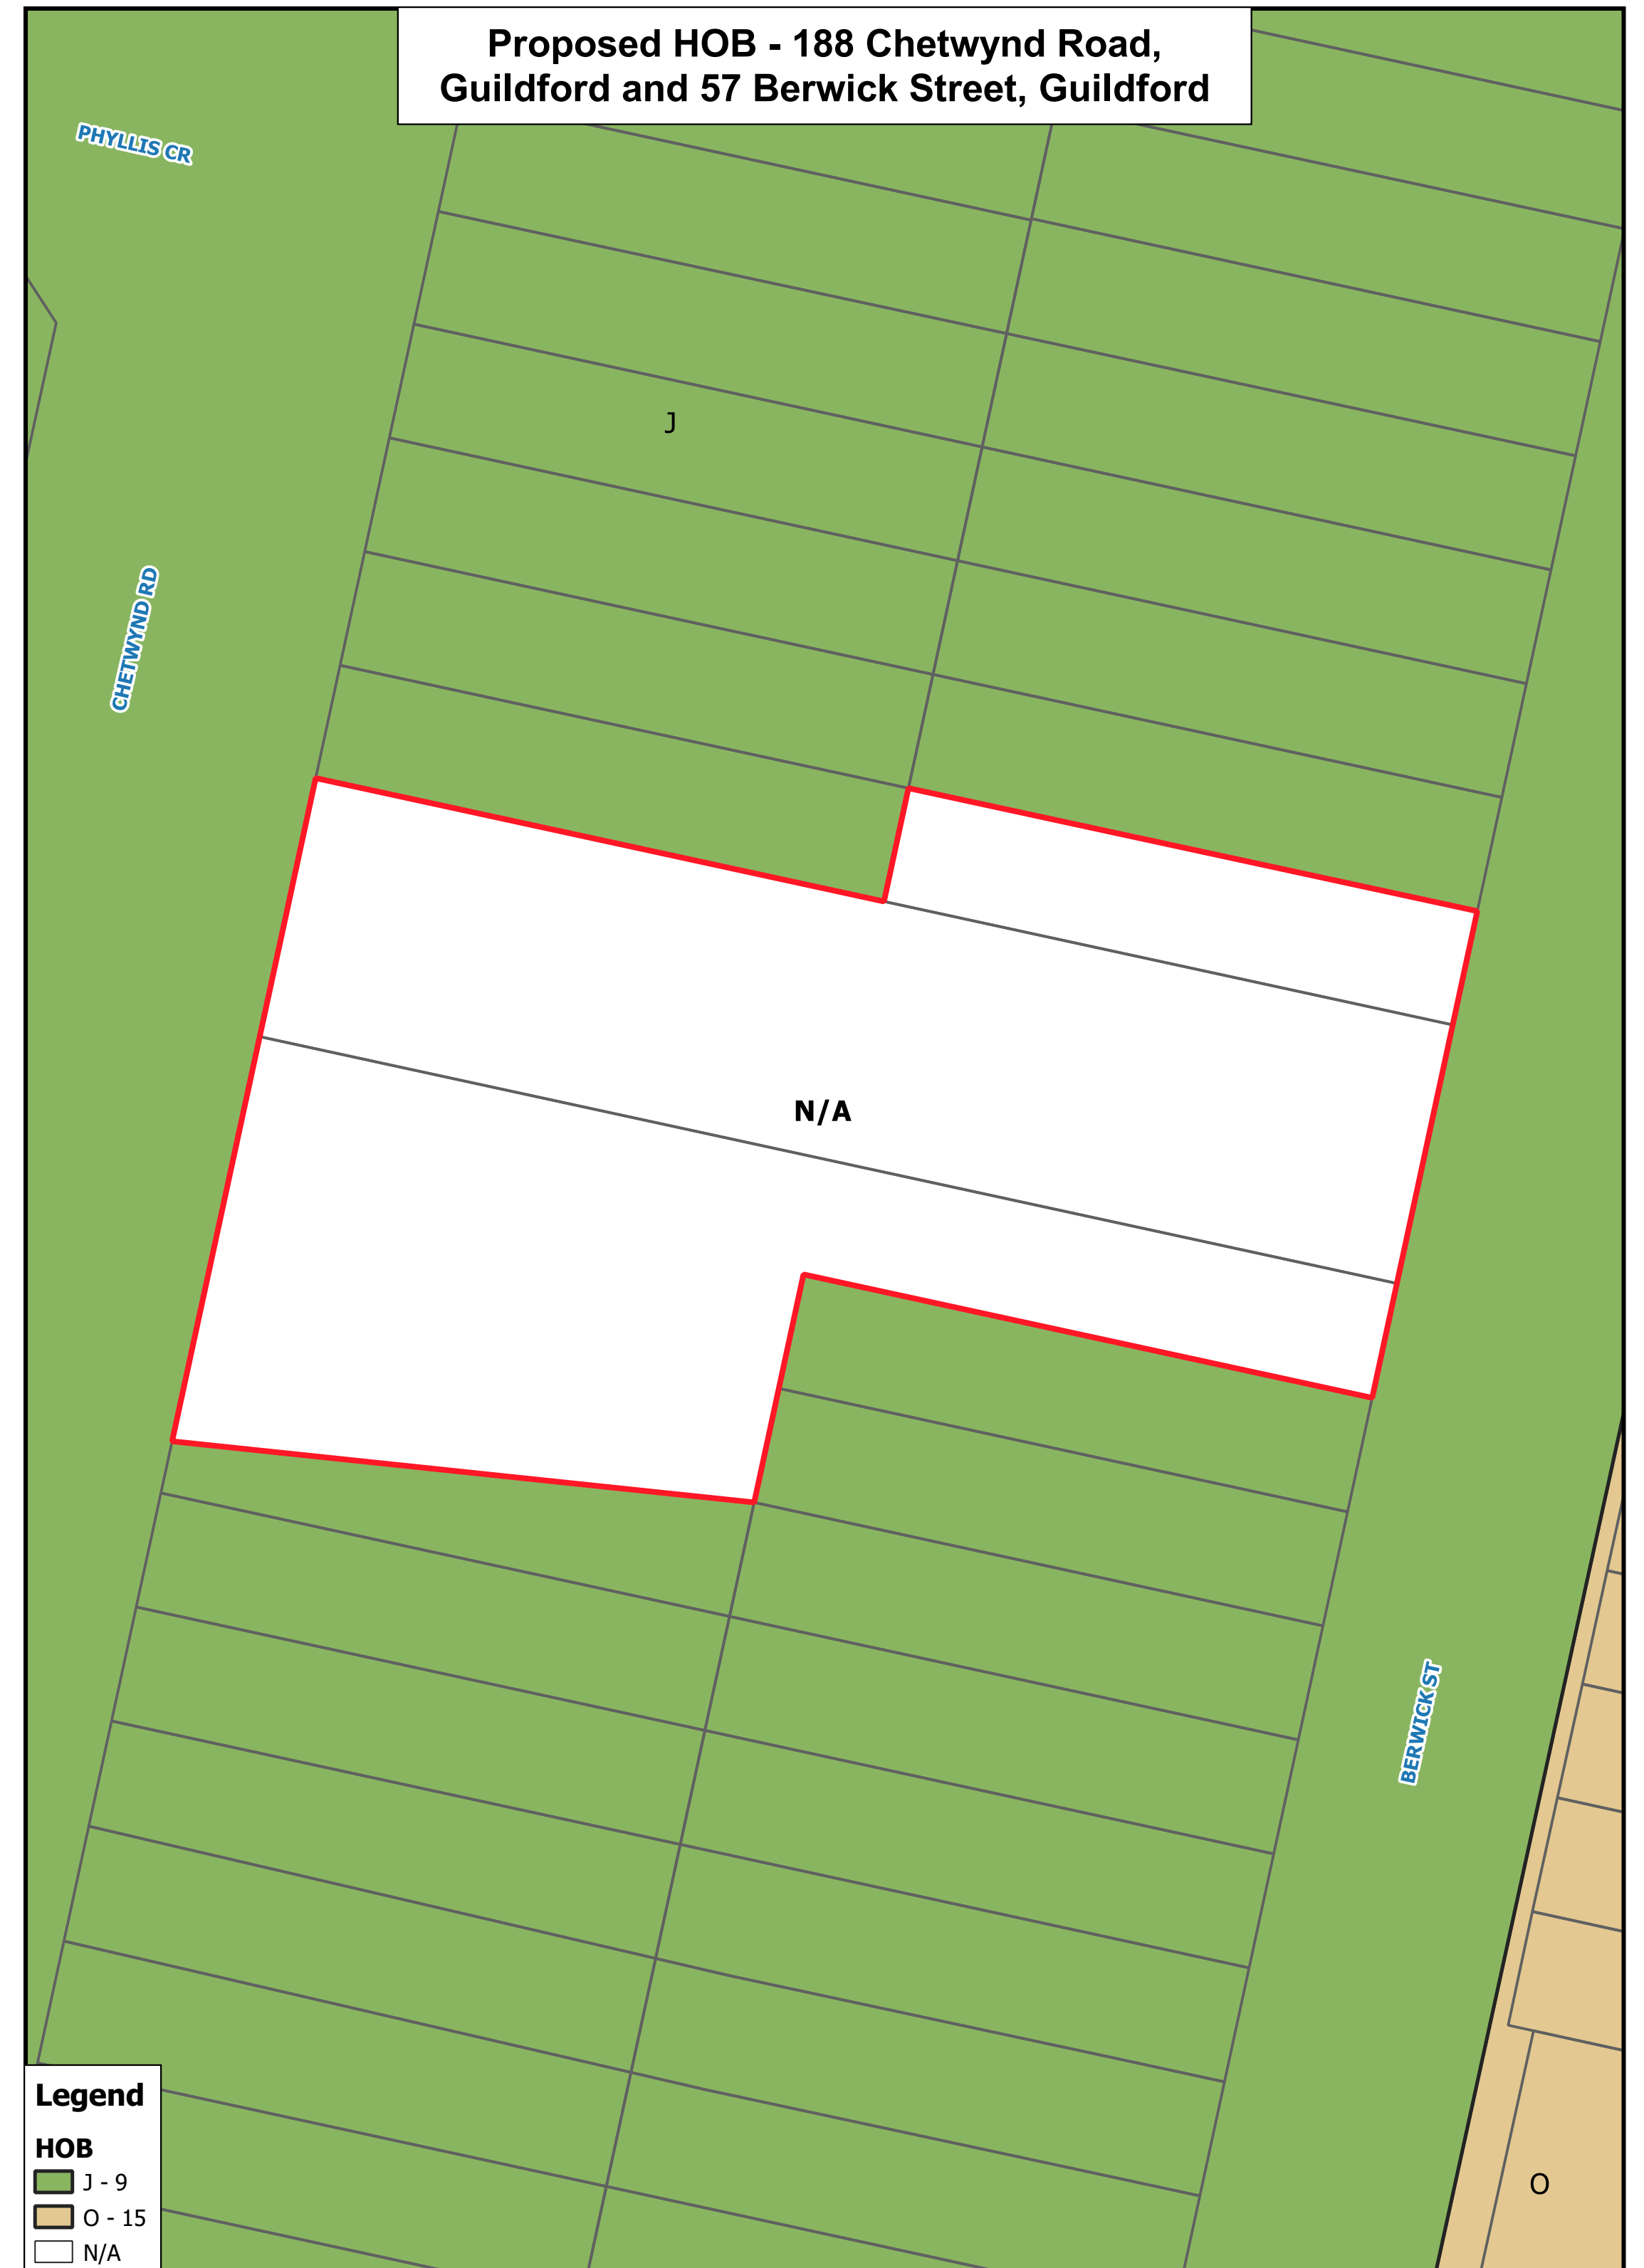 Proposed HOB - 188 Chetwynd Road,
Guildford and 57 Berwick Street, Guildford
PHYLLIS CR
J
CHETWYND RD
N/A
BERWICK ST
O
Legend
HOB
J - 9
O - 15
N/A